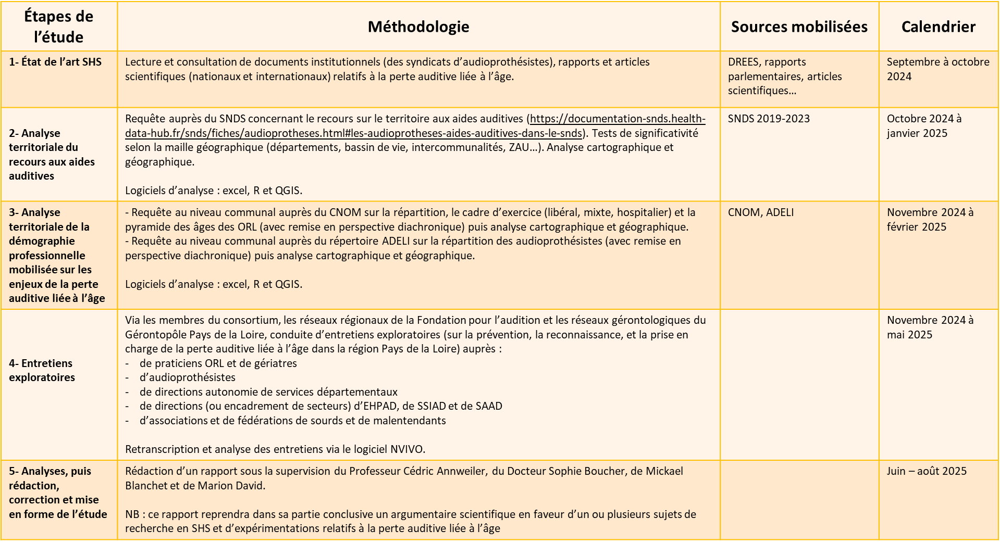 Étapes de
l’étude
Méthodologie
Sources mobilisées
Calendrier
1- État de l’art SHS
Lecture et consultation de documents institutionnels (des syndicats d’audioprothésistes), rapports et articles
scientifiques (nationaux et internationaux) relatifs à la perte auditive liée à l’âge.
DREES, rapports
parlementaires, articles
scientifiques…
Septembre à octobre
2024
2- Analyse
territoriale du
recours aux aides
auditives
Requête auprès du SNDS concernant le recours sur le territoire aux aides auditives (https://documentation-snds.health-
data-hub.fr/snds/fiches/audioprotheses.html#les-audioprotheses-aides-auditives-dans-le-snds). Tests de significativité
selon la maille géographique (départements, bassin de vie, intercommunalités, ZAU…). Analyse cartographique et
géographique.
Logiciels d’analyse : excel, R et QGIS.
SNDS 2019-2023
Octobre 2024 à
janvier 2025
3- Analyse
territoriale de la
démographie
professionnelle
mobilisée sur les
enjeux de la perte
auditive liée à l’âge
- Requête au niveau communal auprès du CNOM sur la répartition, le cadre d’exercice (libéral, mixte, hospitalier) et la
pyramide des âges des ORL (avec remise en perspective diachronique) puis analyse cartographique et géographique.
- Requête au niveau communal auprès du répertoire ADELI sur la répartition des audioprothésistes (avec remise en
perspective diachronique) puis analyse cartographique et géographique.
Logiciels d’analyse : excel, R et QGIS.
CNOM, ADELI
Novembre 2024 à
février 2025
4- Entretiens
exploratoires
Via les membres du consortium, les réseaux régionaux de la Fondation pour l’audition et les réseaux gérontologiques du
Gérontopôle Pays de la Loire, conduite d’entretiens exploratoires (sur la prévention, la reconnaissance, et la prise en
charge de la perte auditive liée à l’âge dans la région Pays de la Loire) auprès :
- de praticiens ORL et de gériatres
- d’audioprothésistes
- de directions autonomie de services départementaux
- de directions (ou encadrement de secteurs) d’EHPAD, de SSIAD et de SAAD
- d’associations et de fédérations de sourds et de malentendants
Retranscription et analyse des entretiens via le logiciel NVIVO.
Novembre 2024 à
mai 2025
5- Analyses, puis
rédaction,
correction et mise
en forme de l’étude
Rédaction d’un rapport sous la supervision du Professeur Cédric Annweiler, du Docteur Sophie Boucher, de Mickael
Blanchet et de Marion David.
NB : ce rapport reprendra dans sa partie conclusive un argumentaire scientifique en faveur d’un ou plusieurs sujets de
recherche en SHS et d’expérimentations relatifs à la perte auditive liée à l’âge
Juin – août 2025